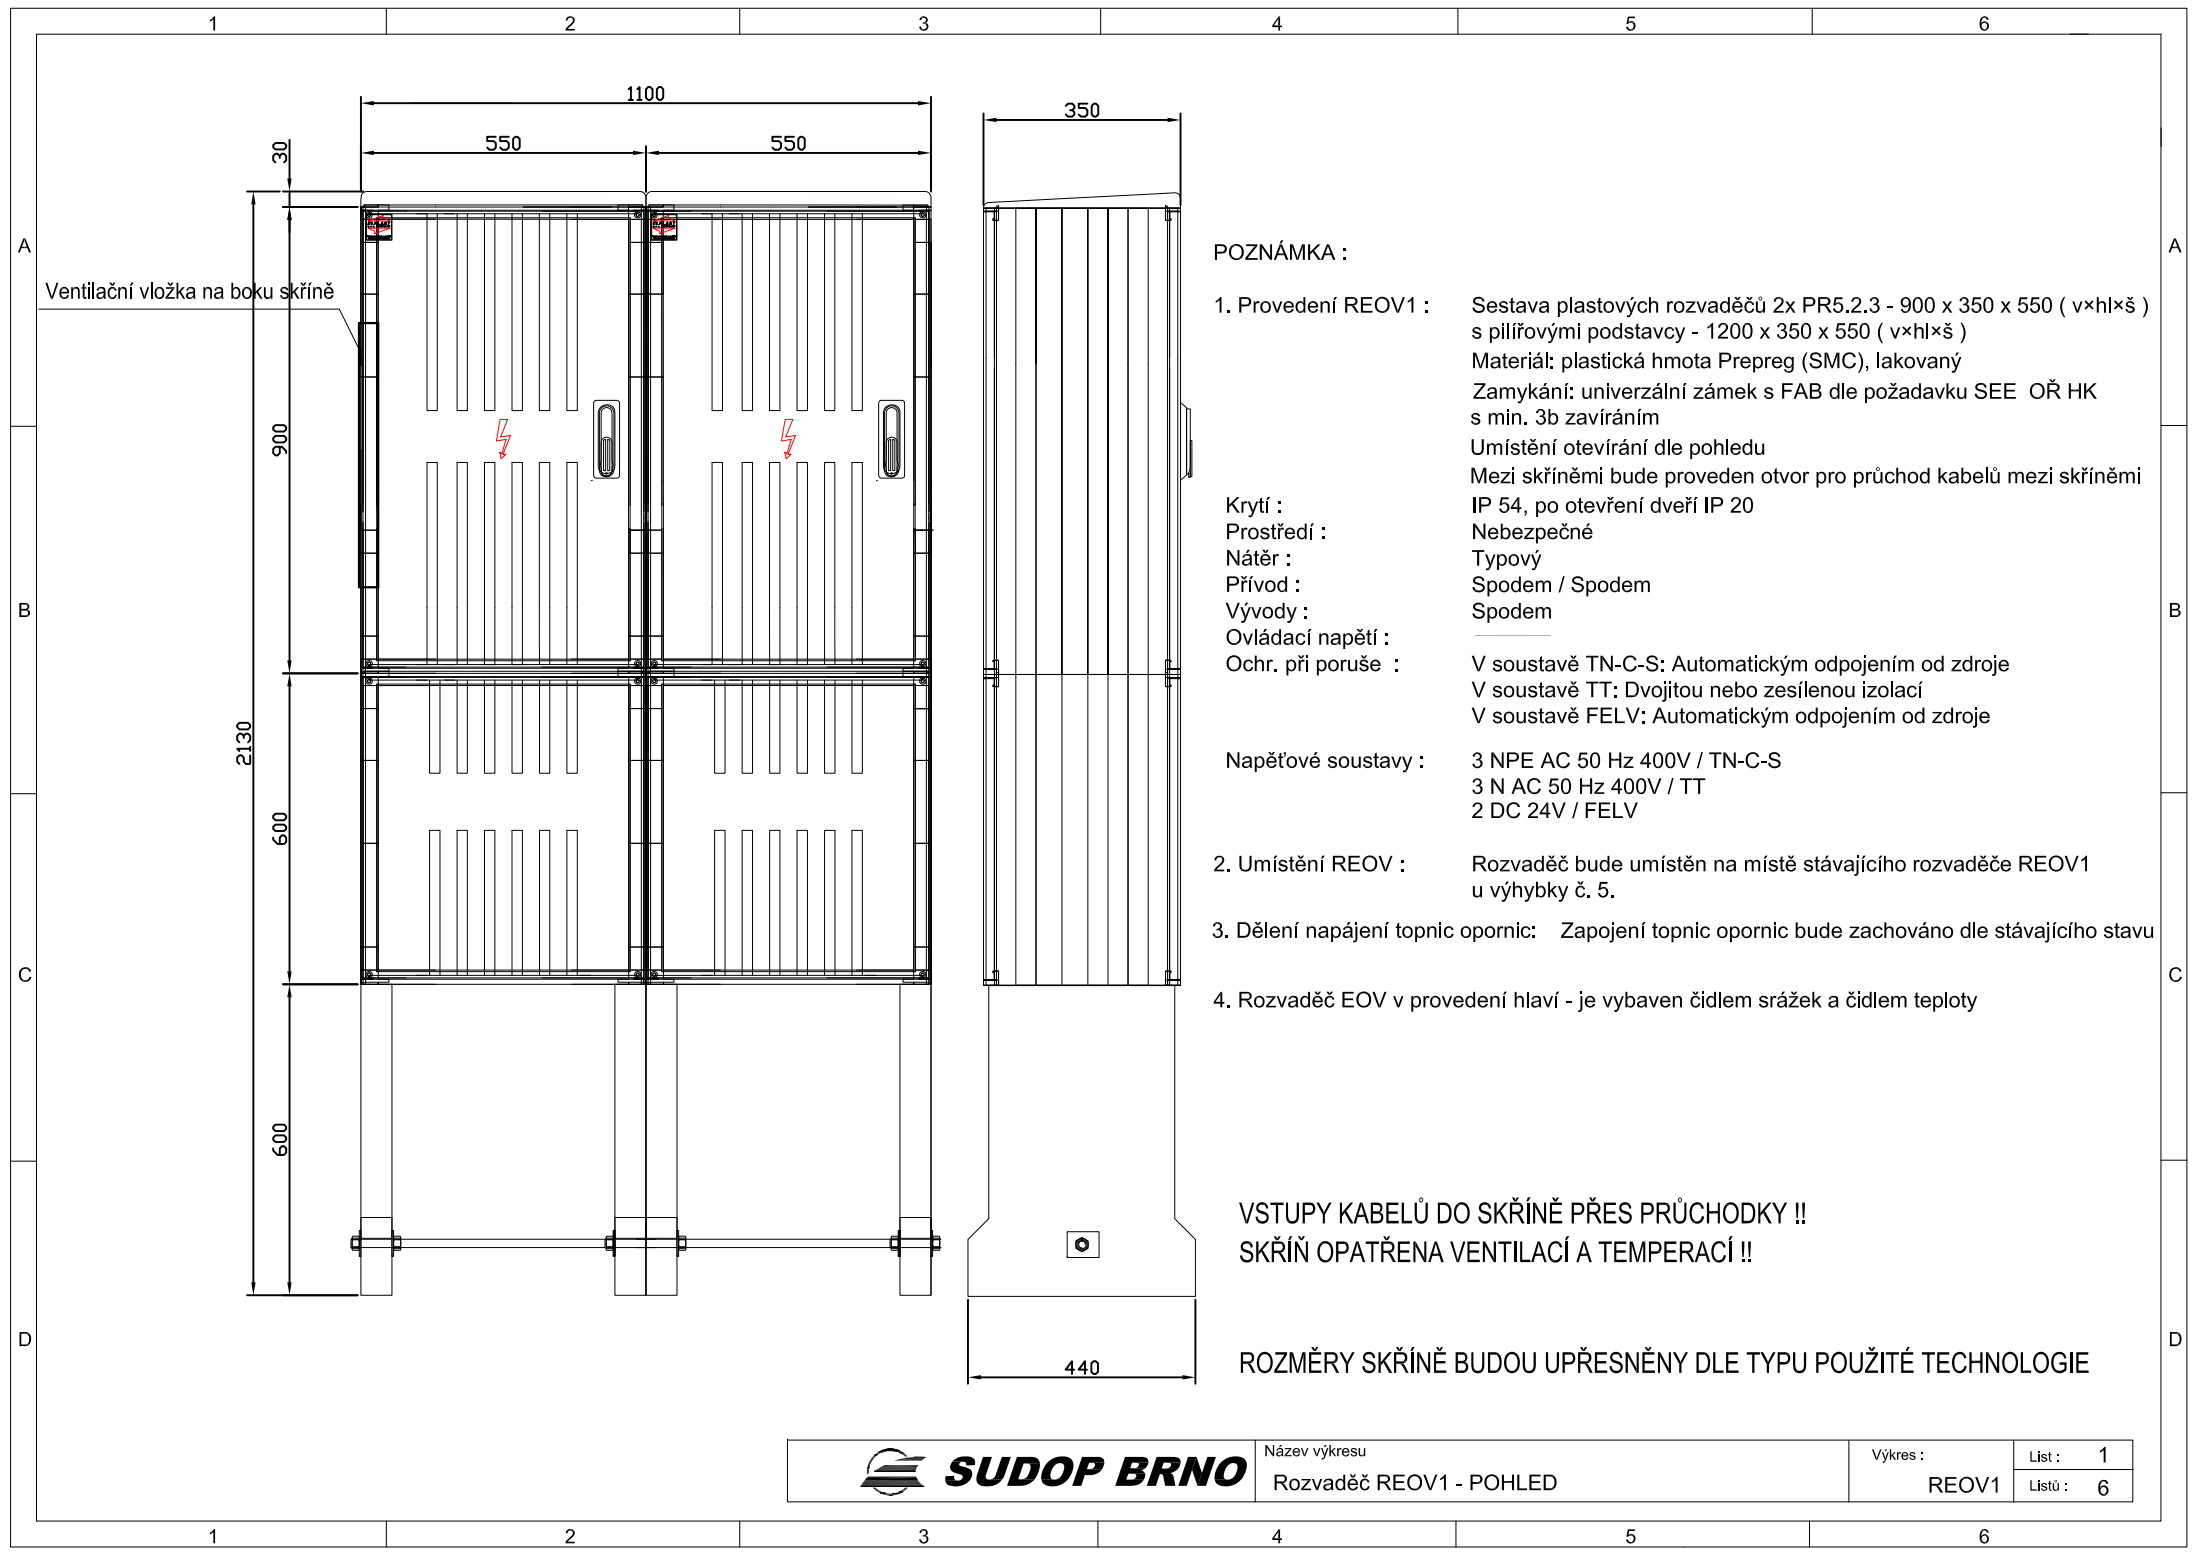 1 2 3 4 5 6
1100
350
550 550
30
A A
Ventilační vložka na boku skříně
POZNÁMKA :
1. Provedení REOV1 : Sestava plastových rozvaděčů 2x PR5.2.3 - 900 x 350 x 550 ( v×hl×š )
s pilířovými podstavcy - 1200 x 350 x 550 ( v×hl×š )
Materiál: plastická hmota Prepreg (SMC), lakovaný
Zamykání: univerzální zámek s FAB dle požadavku SEE OŘ HK
s min. 3b zavíráním
900
Umístění otevírání dle pohledu
Mezi skříněmi bude proveden otvor pro průchod kabelů mezi skříněmi
Krytí : IP 54, po otevření dveří IP 20
Prostředí : Nebezpečné
Nátěr : Typový
Přívod : Spodem / Spodem
B B
Vývody : Spodem
Ovládací napětí :
Ochr. při poruše : V soustavě TN-C-S: Automatickým odpojením od zdroje
V soustavě TT: Dvojitou nebo zesílenou izolací
V soustavě FELV: Automatickým odpojením od zdroje
2130
Napěťové soustavy : 3 NPE AC 50 Hz 400V / TN-C-S
3 N AC 50 Hz 400V / TT
2 DC 24V / FELV
600
2. Umístění REOV : Rozvaděč bude umístěn na místě stávajícího rozvaděče REOV1
u výhybky č. 5.
3. Dělení napájení topnic opornic: Zapojení topnic opornic bude zachováno dle stávajícího stavu
C C
4. Rozvaděč EOV v provedení hlaví - je vybaven čidlem srážek a čidlem teploty
600
VSTUPY KABELŮ DO SKŘÍNĚ PŘES PRŮCHODKY !!
SKŘÍŇ OPATŘENA VENTILACÍ A TEMPERACÍ !!
D D
440
ROZMĚRY SKŘÍNĚ BUDOU UPŘESNĚNY DLE TYPU POUŽITÉ TECHNOLOGIE
SUDOP BRNO
Název výkresu
Rozvaděč REOV1 - POHLED
Výkres :
REOV1
List : 1
Listů : 6
1 2 3 4 5 6